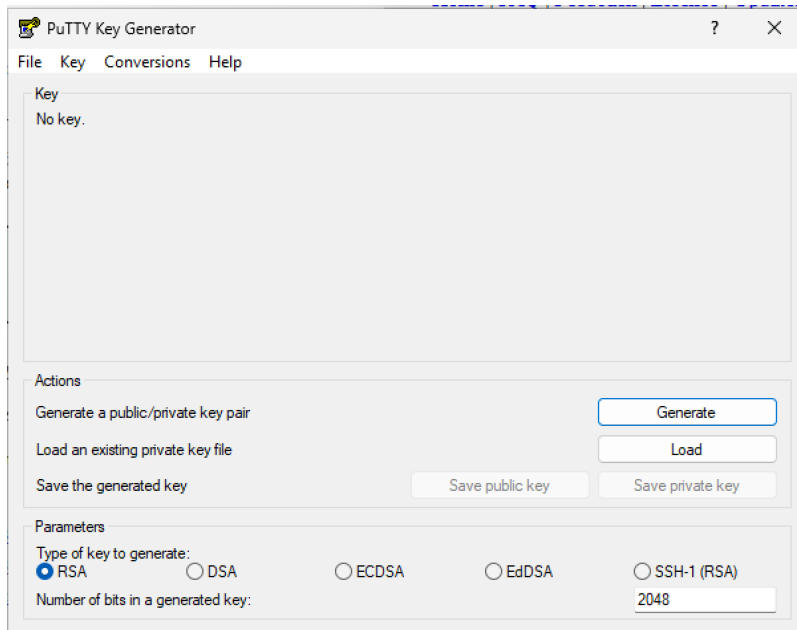 PuTTY Key Generator ?
File Key Conversions Help
Key
No key.
Actions
Generate a public/private key pair Generate
Load an existing private key file Load
Save the generated key Save public key Save private key
Parameters
Type of key to generate:
RSA DSA ECDSA EdDSA SSH-1 (RSA)
Number of bits in a generated key: 2048